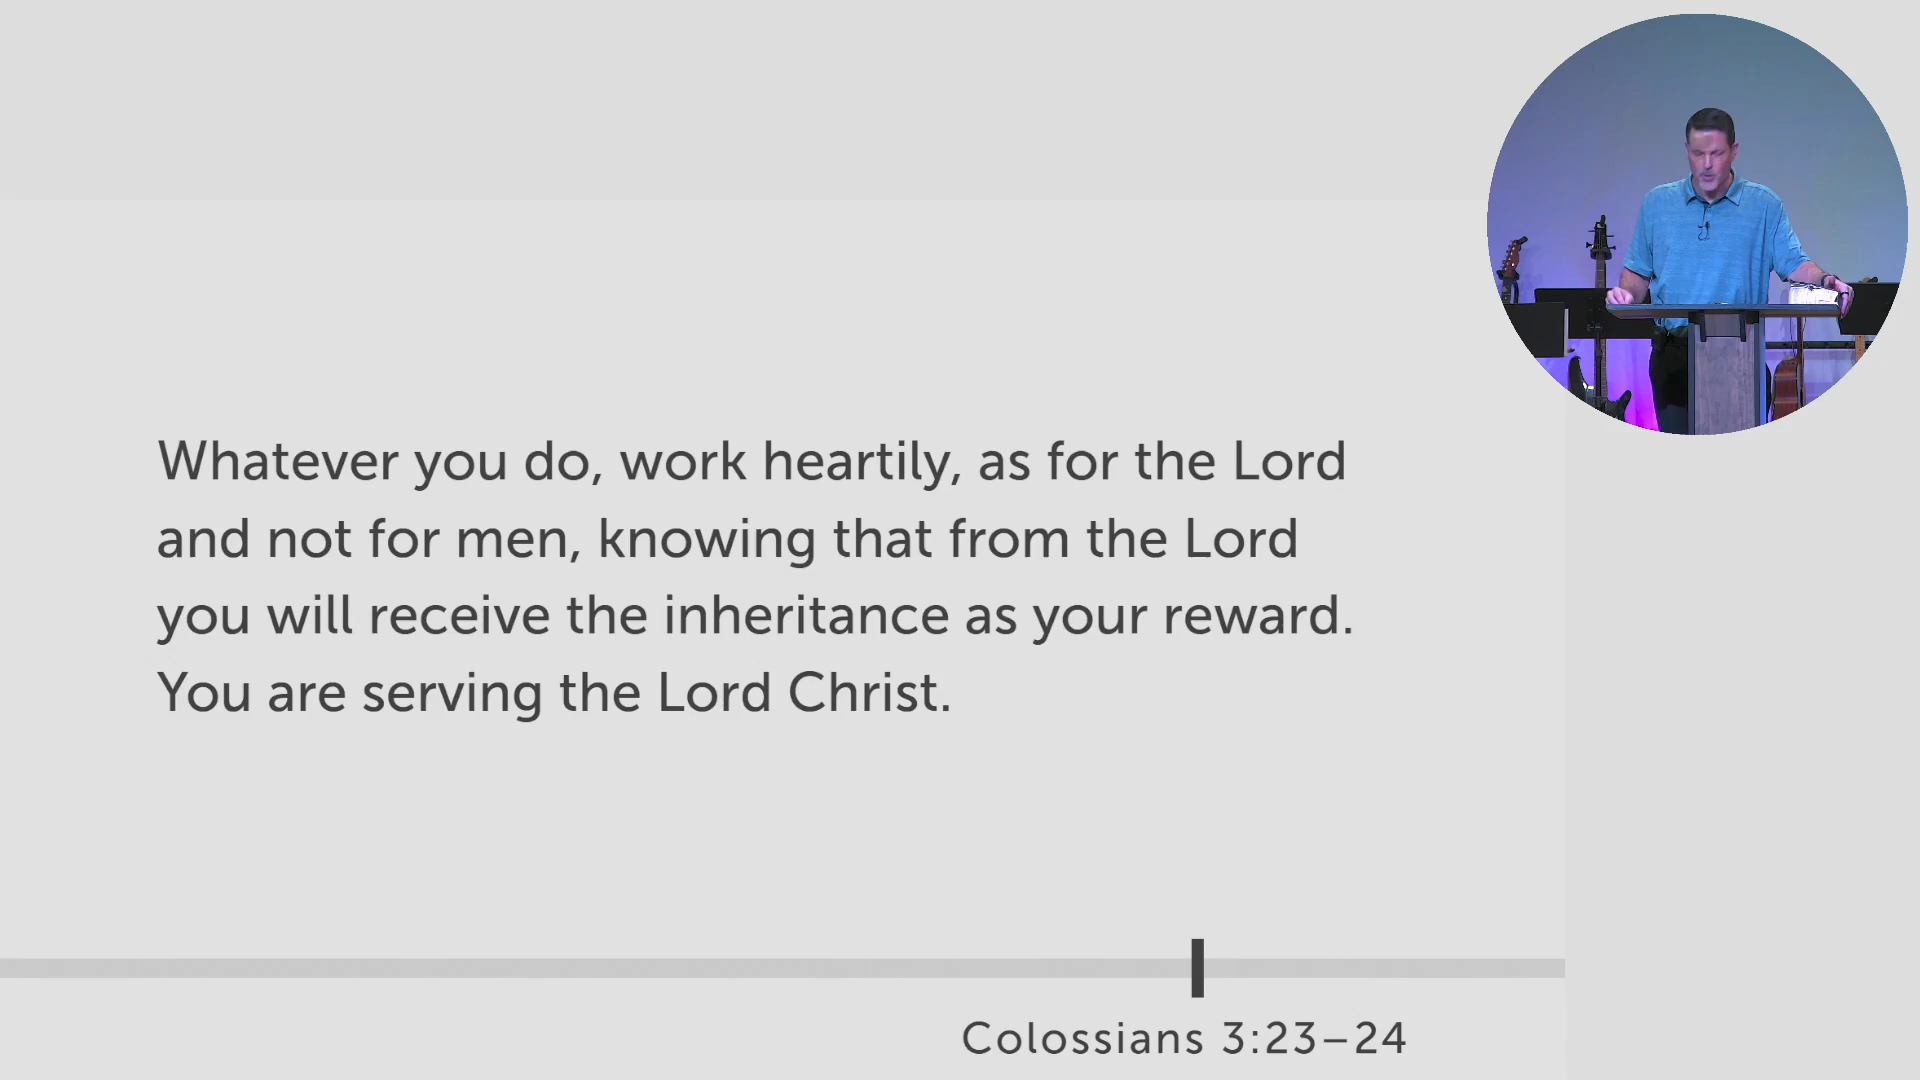 Whatever you do, work heartily, as for the Lord
and not for men, knowing that from the Lord
you will receive the inheritance as your reward.
You are serving the Lord Christ.
Colossians 3:23–24